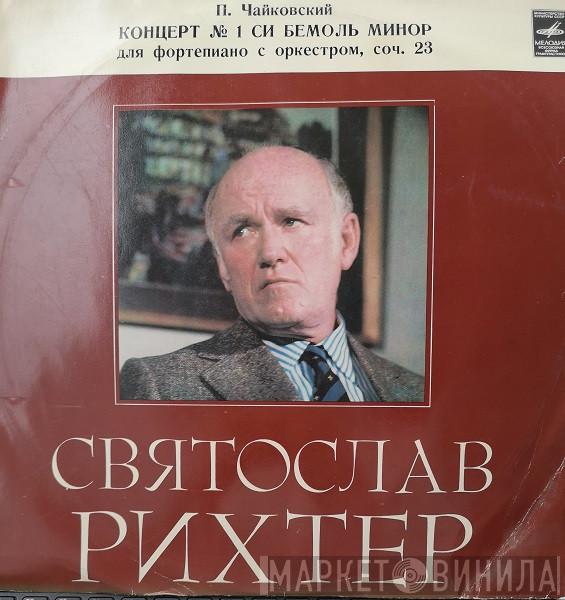 П. Чайковский
КОНЦЕРТ № 1 СИ БЕМОЛЬ МИНОР
для фортепиано с оркестром, соч. 23
МЕЛОДИЯ
СВЯТОСЛАВ
РИХТЕР
МАРКЕТ ВИНИЛА